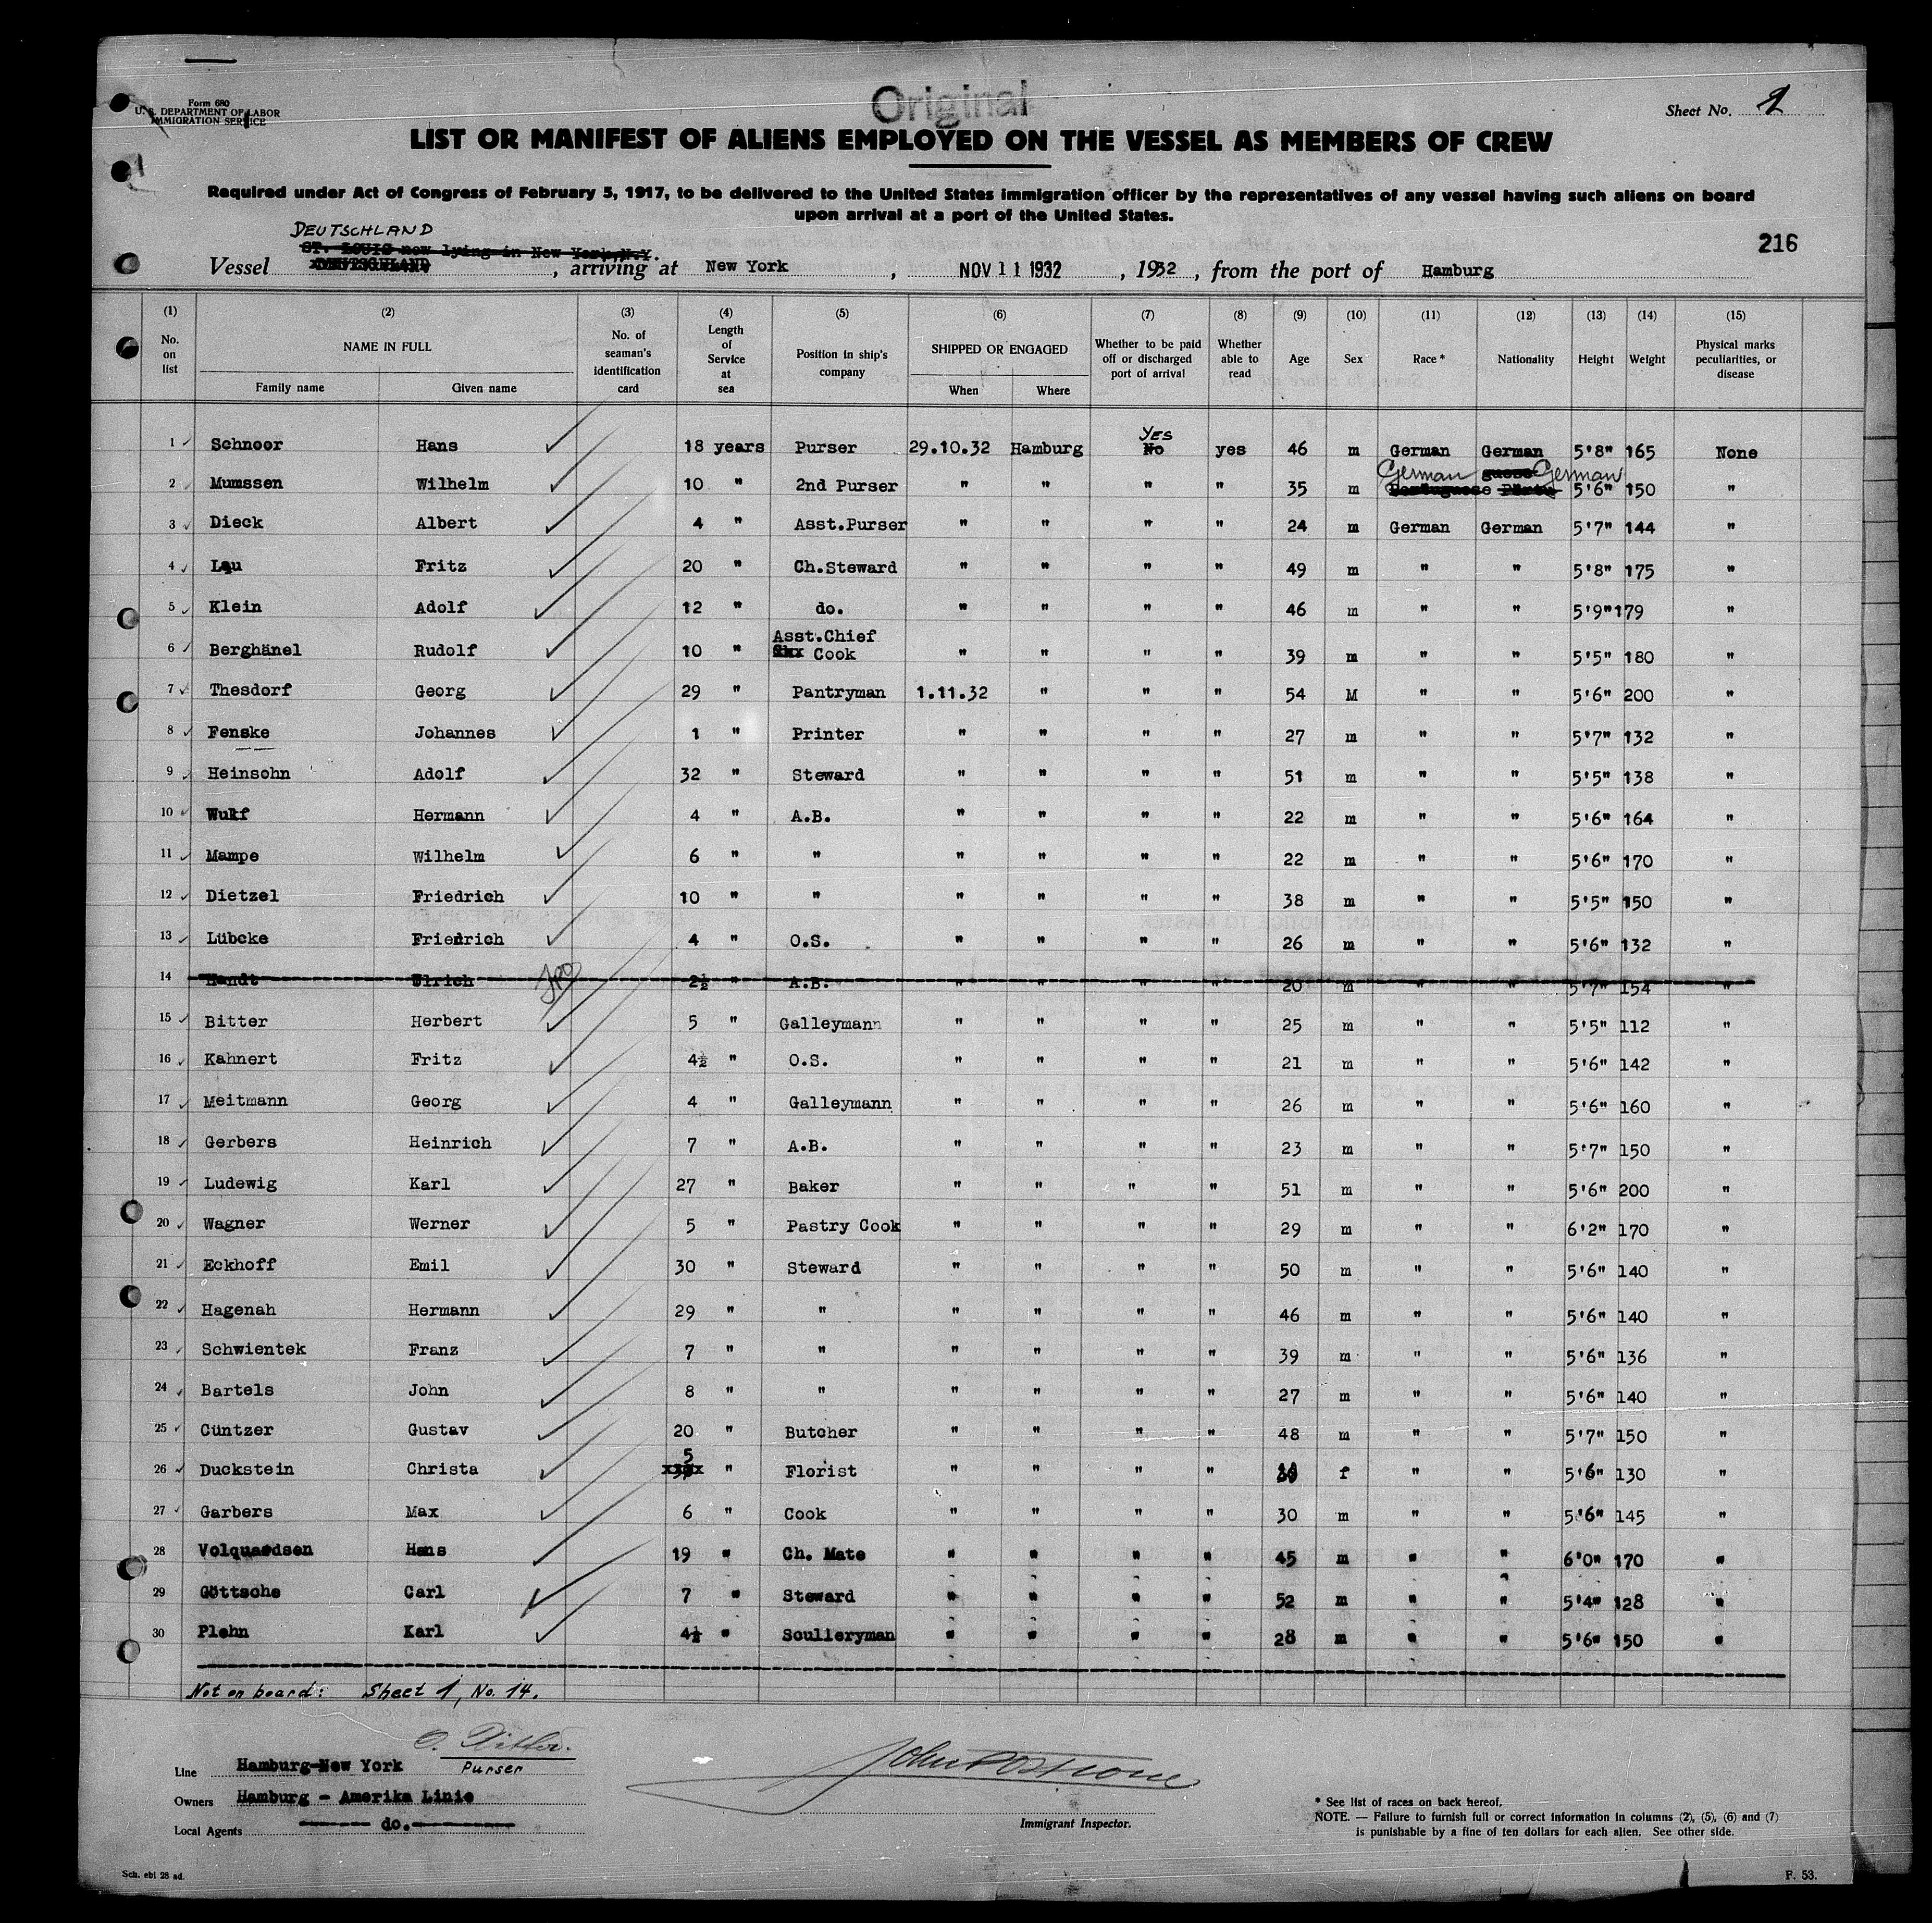 Form 680
U. S. DEPARTMENT OF LABOR
IMMIGRATION SERVICE
Original
Sheet No. 1
LIST OR MANIFEST OF ALIENS EMPLOYED ON THE VESSEL AS MEMBERS OF CREW
Required under Act of Congress of February 5, 1917, to be delivered to the United States immigration officer by the representatives of any vessel having such aliens on board
upon arrival at a port of the United States.
216
DEUTSCHLAND
ST. LOUIS now lying in New York, N.Y.
Vessel DEUTSCHLAND, arriving at New York, NOV 11 1932, 1932, from the port of Hamburg
(1) (2) (3) (4) (5) (6) (7) (8) (9) (10) (11) (12) (13) (14) (15)
No. on list NAME IN FULL Family name Given name No. of seaman's identification card Length of Service at sea Position in ship's company SHIPPED OR ENGAGED When Where Whether to be paid off or discharged port of arrival Whether able to read Age Sex Race * Nationality Height Weight Physical marks peculiarities, or disease
YES
1 Schnoor Hans 18 years Purser 29.10.32 Hamburg No yes 46 m German German 5'8" 165 None
German German
2 Mumssen Wilhelm 10 " 2nd Purser " " " " 35 m Portuguese 5'6" 150 "
3 Dieck Albert 4 " Asst.Purser " " " " 24 m German German 5'7" 144 "
4 Lau Fritz 20 " Ch.Steward " " " " 49 m " " 5'8" 175 "
5 Klein Adolf 12 " do. " " " " 46 m " " 5'9" 179 "
Asst.Chief
6 Berghänel Rudolf 10 " Cook " " " " 39 m " " 5'5" 180 "
7 Thesdorf Georg 29 " Pantryman 1.11.32 " " " 54 M " " 5'6" 200 "
8 Fenske Johannes 1 " Printer " " " " 27 m " " 5'7" 132 "
9 Heinsohn Adolf 32 " Steward " " " " 51 m " " 5'5" 138 "
10 Wulf Hermann 4 " A.B. " " " " 22 m " " 5'6" 164 "
11 Mampe Wilhelm 6 " " " " " " 22 m " " 5'6" 170 "
12 Dietzel Friedrich 10 " " " " " " 38 m " " 5'5" 150 "
13 Lübcke Friedrich 4 " O.S. " " " " 26 m " " 5'6" 132 "
14 Ulrich 2½ " A.B. " " " " 20 m " " 5'7" 154 "
15 Bitter Herbert 5 " Galleymann " " " " 25 m " " 5'5" 112 "
16 Kahnert Fritz 4½ " O.S. " " " " 21 m " " 5'6" 142 "
17 Meitmann Georg 4 " Galleymann " " " " 26 m " " 5'6" 160 "
18 Gerbers Heinrich 7 " A.B. " " " " 23 m " " 5'7" 150 "
19 Ludewig Karl 27 " Baker " " " " 51 m " " 5'6" 200 "
20 Wagner Werner 5 " Pastry Cook " " " " 29 m " " 6'2" 170 "
21 Eckhoff Emil 30 " Steward " " " " 50 m " " 5'6" 140 "
22 Hagenah Hermann 29 " " " " " " 46 m " " 5'6" 140 "
23 Schwientek Franz 7 " " " " " " 39 m " " 5'6" 136 "
24 Bartels John 8 " " " " " " 27 m " " 5'6" 140 "
25 Cüntzer Gustav 20 " Butcher " " " " 48 m " " 5'7" 150 "
5
26 Duckstein Christa " Florist " " " " f " " 5'6" 130 "
27 Garbers Max 6 " Cook " " " " 30 m " " 5'6" 145 "
28 Volquardsen Hans 19 " Ch. Mate " " " " 45 m " " 6'0" 170 "
29 Göttsche Carl 7 " Steward " " " " 52 m " " 5'4" 128 "
30 Plehn Karl 4½ " Sculleryman " " " " 28 m " " 5'6" 150 "
Not on board: Sheet 1, No. 14.
Line Hamburg-New York Purser
Owners Hamburg - Amerika Linie
Local Agents do.
Immigrant Inspector.
* See list of races on back hereof,
NOTE. — Failure to furnish full or correct information in columns (2), (5), (6) and (7)
is punishable by a fine of ten dollars for each alien. See other side.
Sch. ebl 28 ad.
F. 53.